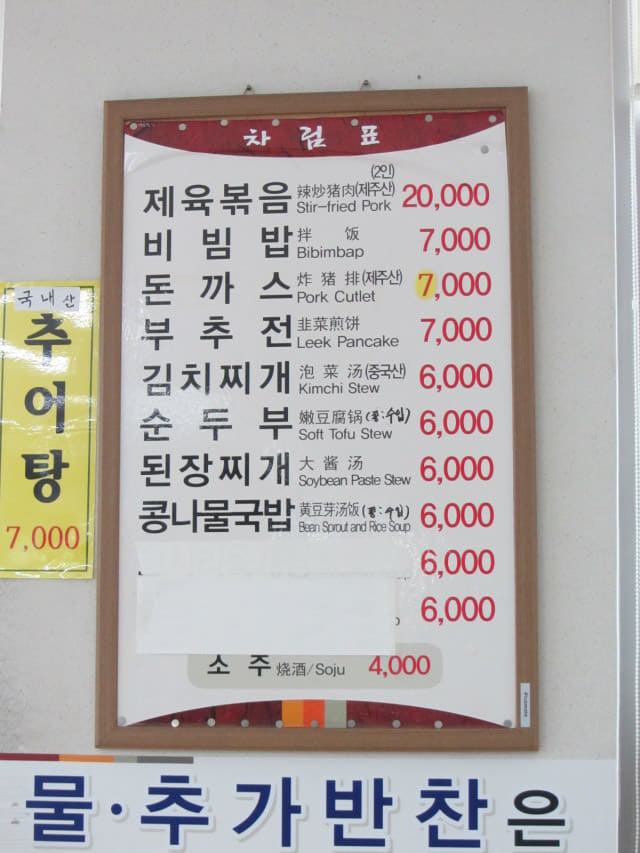 차림표
(2인)
제육볶음 辣炒猪肉(제주산) Stir-fried Pork 20,000
비빔밥 拌饭 Bibimbap 7,000
돈까스 炸猪排(제주산) Pork Cutlet 7,000
부추전 韭菜煎饼 Leek Pancake 7,000
김치찌개 泡菜汤(중국산) Kimchi Stew 6,000
순두부 嫩豆腐锅(콩:수입) Soft Tofu Stew 6,000
된장찌개 大酱汤 Soybean Paste Stew 6,000
콩나물국밥 黄豆芽汤饭(콩:수입) Bean Sprout and Rice Soup 6,000
6,000
6,000
소주 烧酒/Soju 4,000
국내산
추어탕
7,000
물·추가반찬은